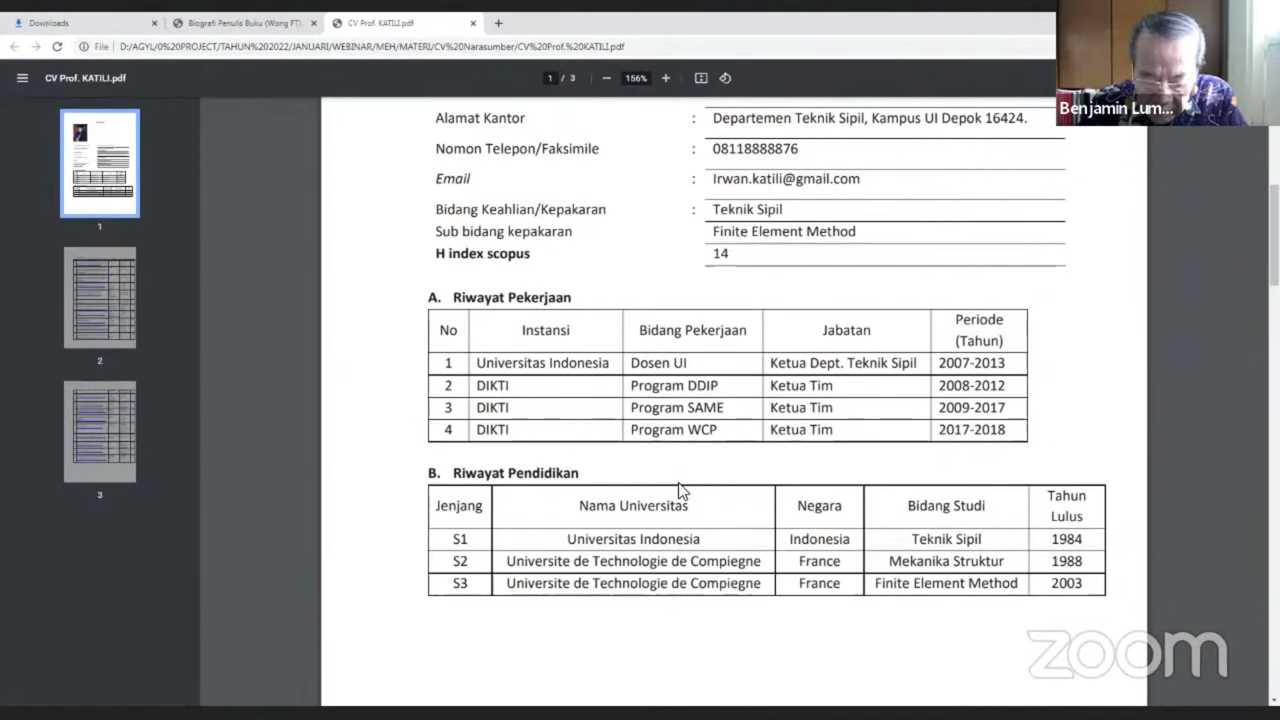 Downloads
Biografi Penulis Buku (Wong FT)
CV Prof. KATILI.pdf
File D:/AGYL/0%20PROJECT/TAHUN%202022/JANUARI/WEBINAR/MEH/MATERI/CV%20Narasumber/CV%20Prof.%20KATILI.pdf
CV Prof. KATILI.pdf
1 / 3
156%
Benjamin Lum...
Alamat Kantor : Departemen Teknik Sipil, Kampus UI Depok 16424.
Nomon Telepon/Faksimile : 08118888876
Email : Irwan.katili@gmail.com
Bidang Keahlian/Kepakaran : Teknik Sipil
Sub bidang kepakaran Finite Element Method
H index scopus 14
A. Riwayat Pekerjaan
No Instansi Bidang Pekerjaan Jabatan Periode (Tahun)
1 Universitas Indonesia Dosen UI Ketua Dept. Teknik Sipil 2007-2013
2 DIKTI Program DDIP Ketua Tim 2008-2012
3 DIKTI Program SAME Ketua Tim 2009-2017
4 DIKTI Program WCP Ketua Tim 2017-2018
B. Riwayat Pendidikan
Jenjang Nama Universitas Negara Bidang Studi Tahun Lulus
S1 Universitas Indonesia Indonesia Teknik Sipil 1984
S2 Universite de Technologie de Compiegne France Mekanika Struktur 1988
S3 Universite de Technologie de Compiegne France Finite Element Method 2003
1
2
3
zoom